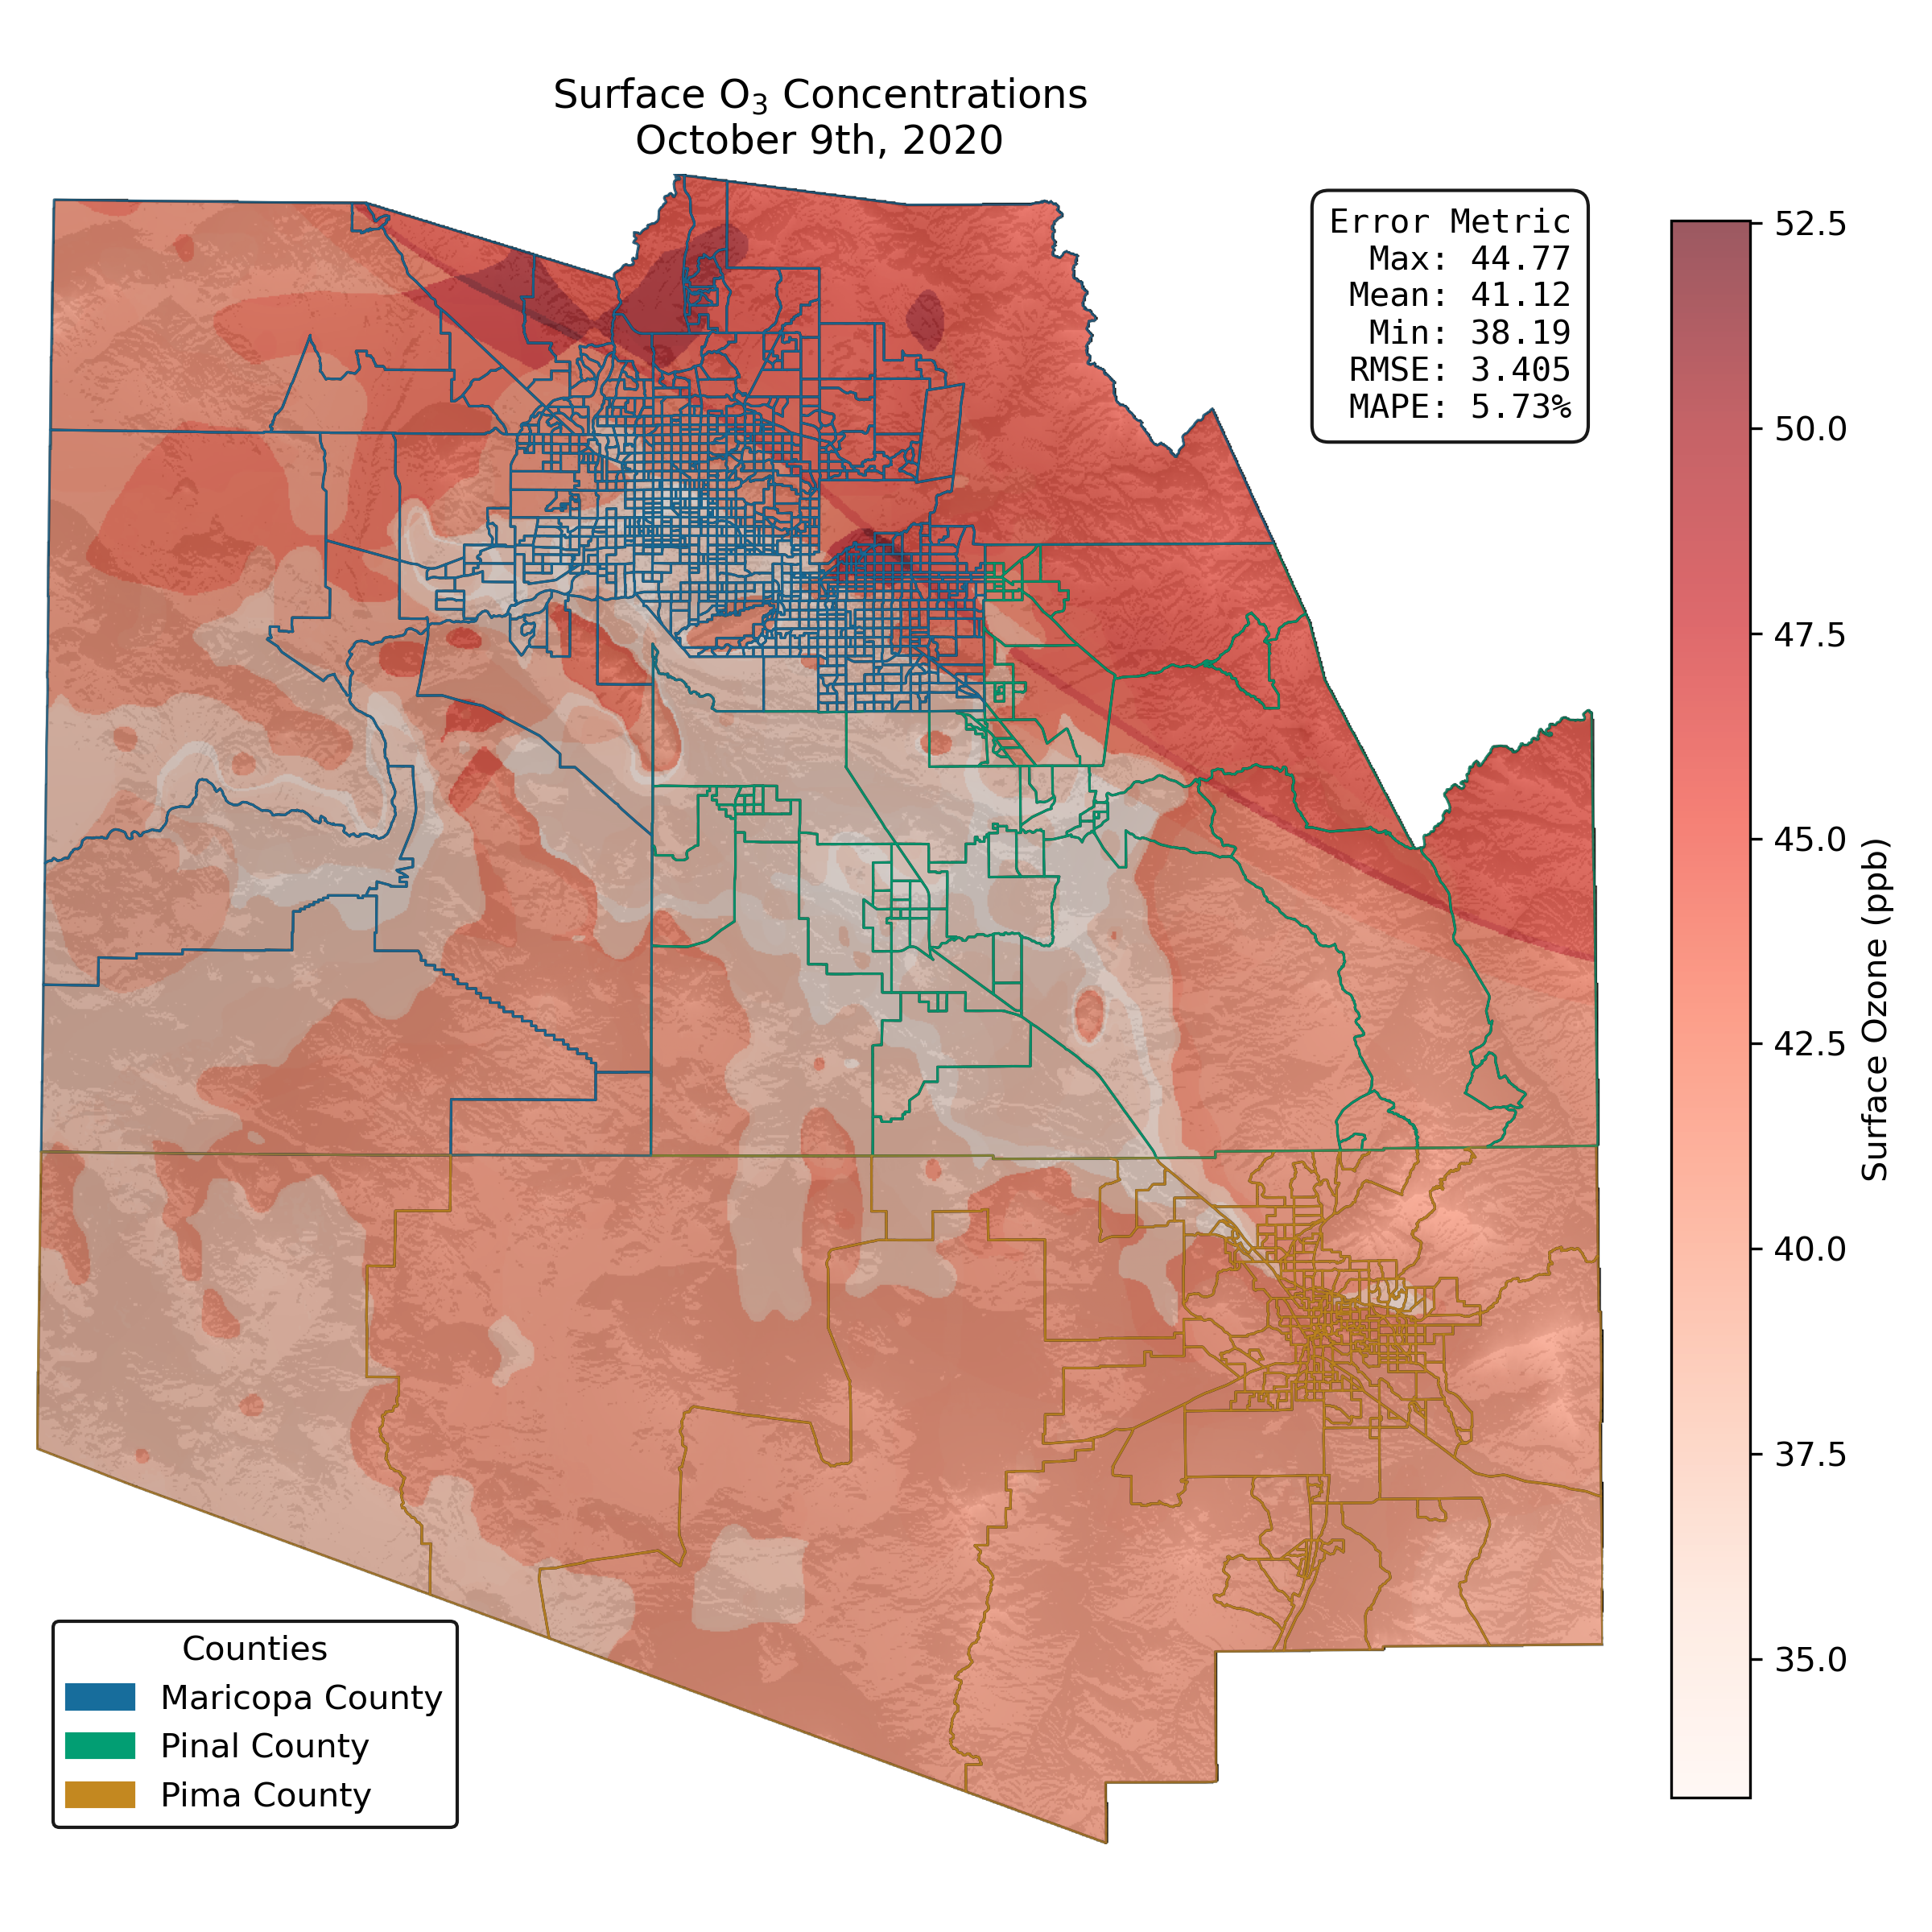 Surface O₃ Concentrations
October 9th, 2020
Error Metric
Max: 44.77
Mean: 41.12
Min: 38.19
RMSE: 3.405
MAPE: 5.73%
52.5
50.0
47.5
45.0
42.5
40.0
37.5
35.0
Surface Ozone (ppb)
Counties
Maricopa County
Pinal County
Pima County